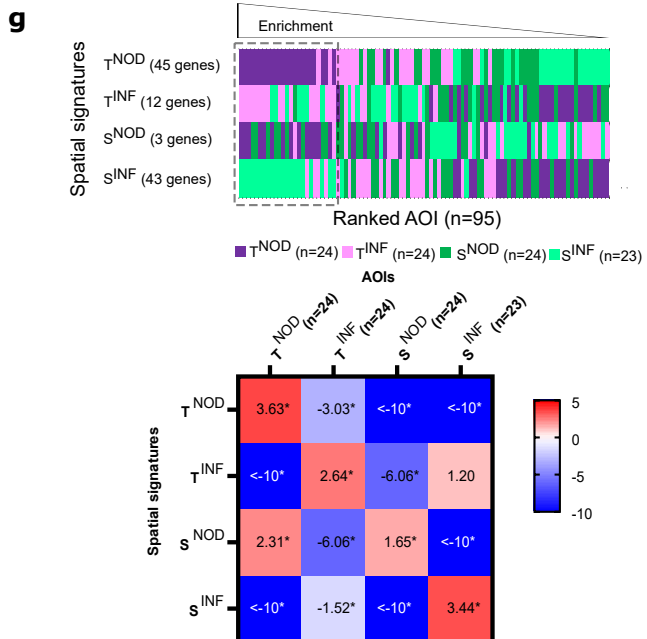 g
Enrichment
Spatial signatures
T^NOD (45 genes)
T^INF (12 genes)
S^NOD (3 genes)
S^INF (43 genes)
Ranked AOI (n=95)
T^NOD (n=24) T^INF (n=24) S^NOD (n=24) S^INF (n=23)
AOIs
T^NOD (n=24) T^INF (n=24) S^NOD (n=24) S^INF (n=23)
Spatial signatures
T^NOD 3.63* -3.03* <-10* <-10*
T^INF <-10* 2.64* -6.06* 1.20
S^NOD 2.31* -6.06* 1.65* <-10*
S^INF <-10* -1.52* <-10* 3.44*
5
0
-5
-10